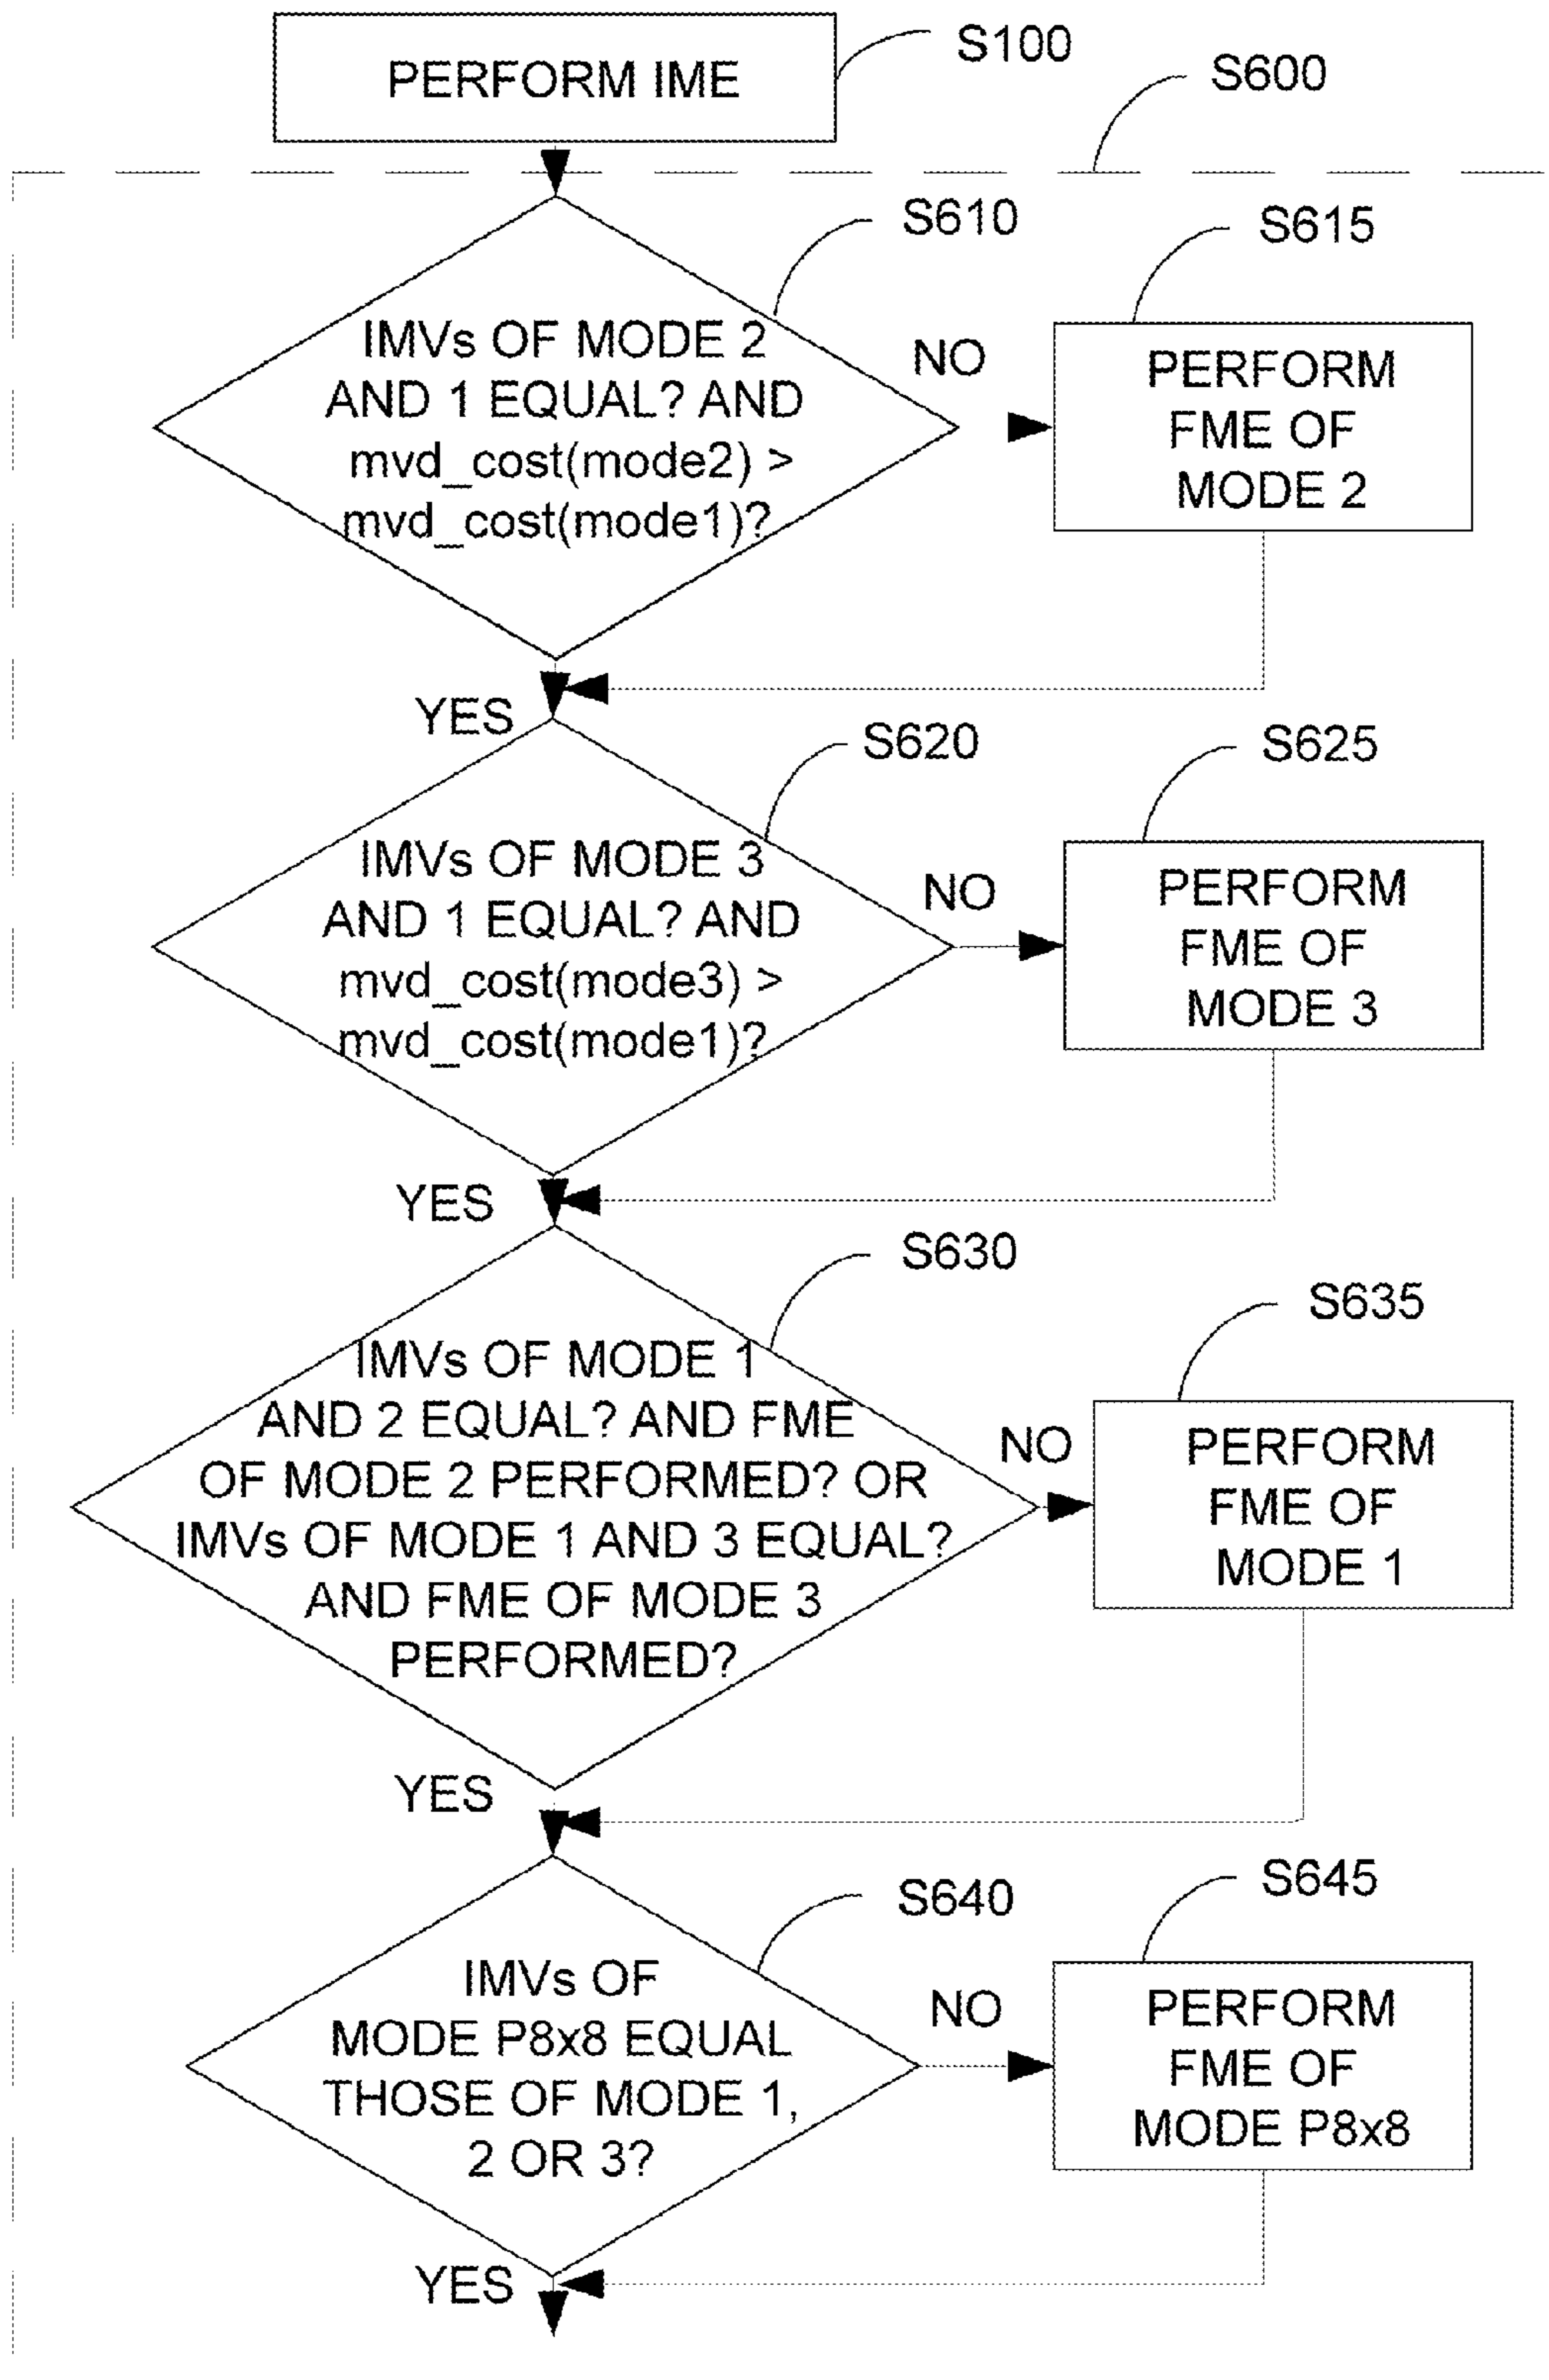 PERFORM IME
S100
S600
S610
S615
IMVs OF MODE 2
AND 1 EQUAL? AND
mvd_cost(mode2) >
mvd_cost(mode1)?
NO
PERFORM
FME OF
MODE 2
YES
S620
S625
IMVs OF MODE 3
AND 1 EQUAL? AND
mvd_cost(mode3) >
mvd_cost(mode1)?
NO
PERFORM
FME OF
MODE 3
YES
S630
S635
IMVs OF MODE 1
AND 2 EQUAL? AND FME
OF MODE 2 PERFORMED? OR
IMVs OF MODE 1 AND 3 EQUAL?
AND FME OF MODE 3
PERFORMED?
NO
PERFORM
FME OF
MODE 1
YES
S640
S645
IMVs OF
MODE P8x8 EQUAL
THOSE OF MODE 1,
2 OR 3?
NO
PERFORM
FME OF
MODE P8x8
YES